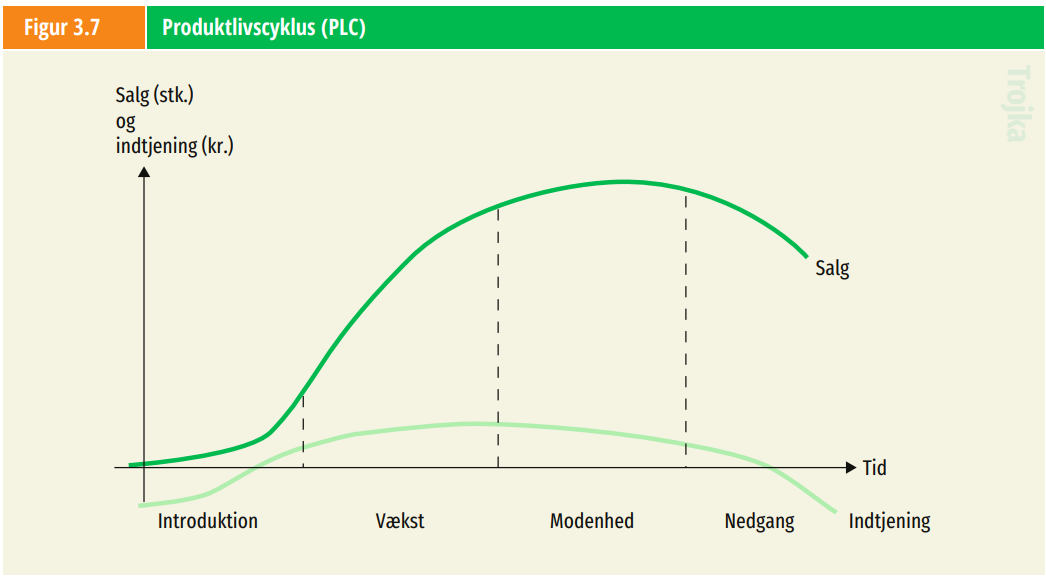 Figur 3.7
Produktlivscyklus (PLC)
Trojka
Salg (stk.)
og
indtjening (kr.)
Salg
Tid
Introduktion
Vækst
Modenhed
Nedgang
Indtjening